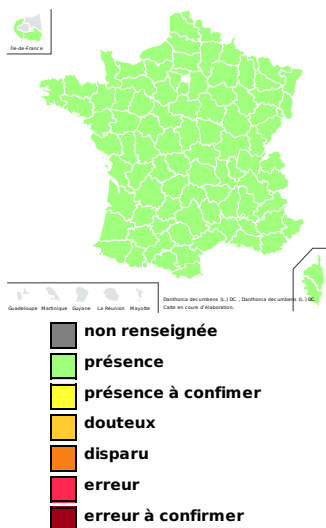 Île-de-France
Danthonia decumbens (L.) DC. , Danthonia decumbens (L.) DC.
Carte en cours d'élaboration.
Guadeloupe Martinique Guyane La Réunion Mayotte
non renseignée
présence
présence à confimer
douteux
disparu
erreur
erreur à confirmer